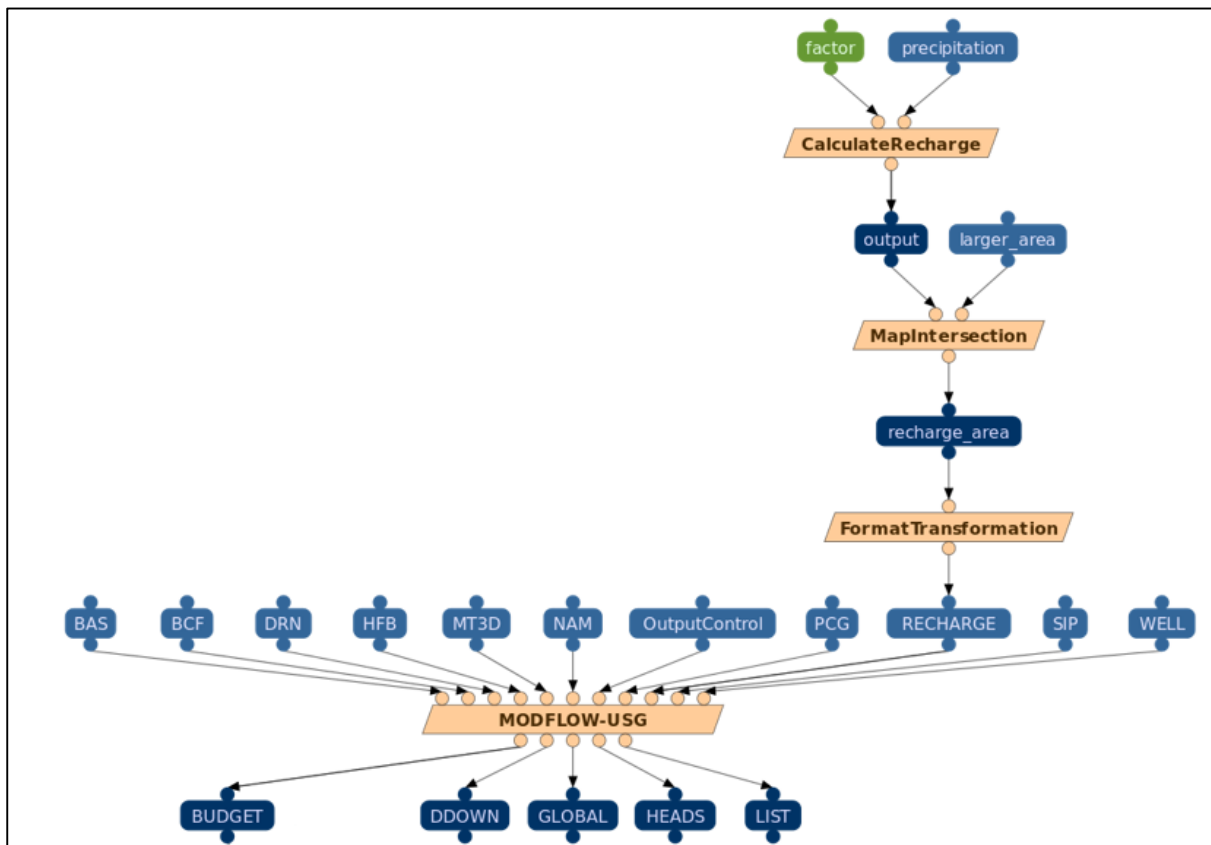 factor precipitation
CalculateRecharge
output larger_area
MapIntersection
recharge_area
FormatTransformation
BAS BCF DRN HFB MT3D NAM OutputControl PCG RECHARGE SIP WELL
MODFLOW-USG
BUDGET DDOWN GLOBAL HEADS LIST